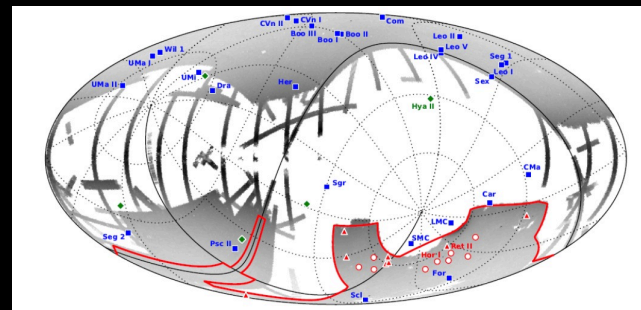 CVn II
CVn I
Com
Boo III
Boo I
Boo II
Leo II
Wil 1
UMa I
Leo V
Leo IV
Seg 1
Leo I
UMi
UMa II
Dra
Her
Sex
Hya II
CMa
Sgr
Car
LMC
Seg 2
Psc II
SMC
Ret II
Hor I
For
Scl